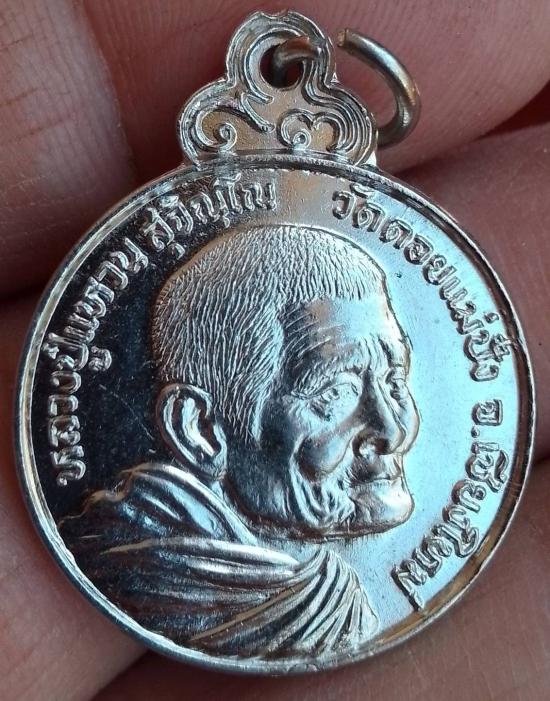 หลวงปู่แหวน สุจิณฺโณ
วัดดอยแม่ปั๋ง จ.เชียงใหม่